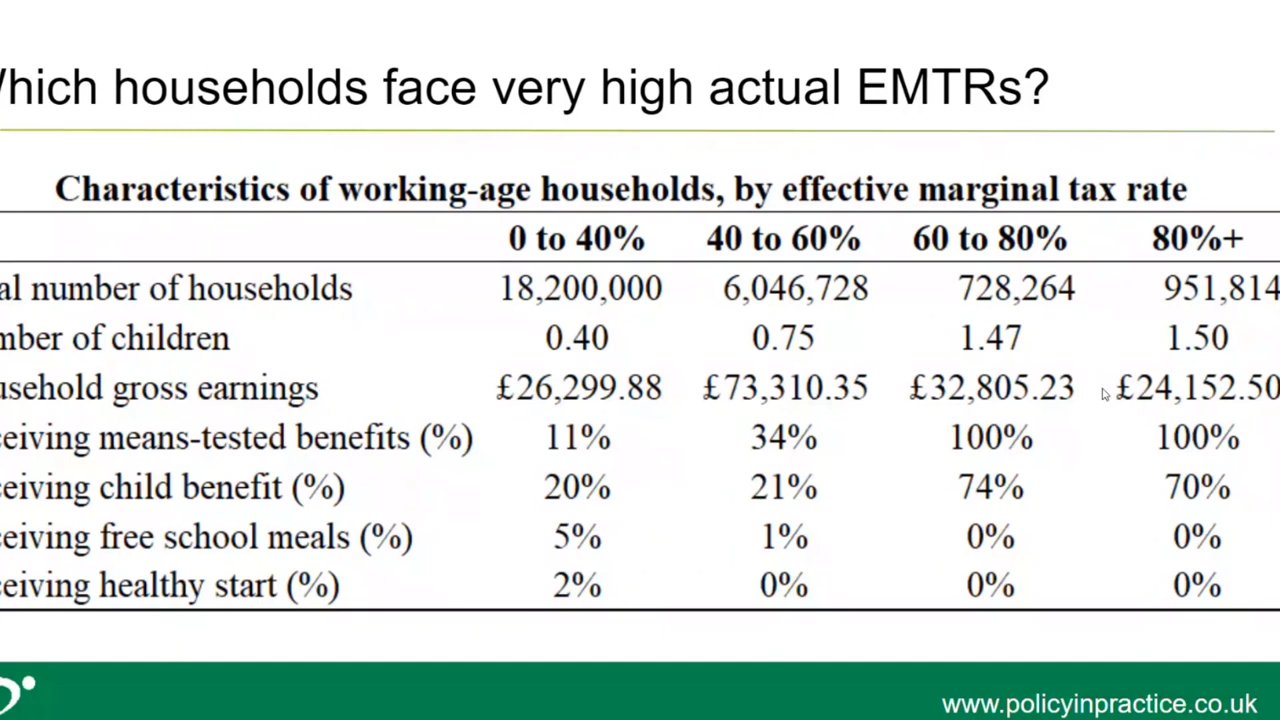 Which households face very high actual EMTRs?
Characteristics of working-age households, by effective marginal tax rate
0 to 40% 40 to 60% 60 to 80% 80%+
al number of households 18,200,000 6,046,728 728,264 951,814
mber of children 0.40 0.75 1.47 1.50
usehold gross earnings £26,299.88 £73,310.35 £32,805.23 £24,152.50
ceiving means-tested benefits (%) 11% 34% 100% 100%
ceiving child benefit (%) 20% 21% 74% 70%
ceiving free school meals (%) 5% 1% 0% 0%
ceiving healthy start (%) 2% 0% 0% 0%
www.policyinpractice.co.uk